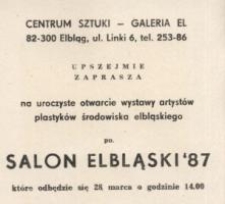 CENTRUM SZTUKI – GALERIA EL
82-300 Elbląg, ul. Linki 6, tel. 253-86
UPRZEJMIE
ZAPRASZA
na uroczyste otwarcie wystawy artystów
plastyków środowiska elbląskiego
pn.
SALON ELBLĄSKI'87
które odbędzie się 28 marca o godzinie 14.00